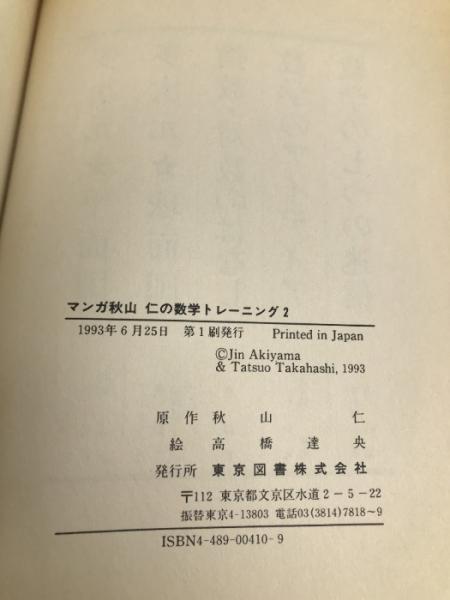 マンガ秋山 仁の数学トレーニング2
1993年6月25日 第1刷発行 Printed in Japan
©Jin Akiyama
& Tatsuo Takahashi, 1993
原作 秋山 仁
絵 高橋達央
発行所 東京図書株式会社
〒112 東京都文京区水道2-5-22
振替東京4-13803 電話03(3814)7818~9
ISBN4-489-00410-9